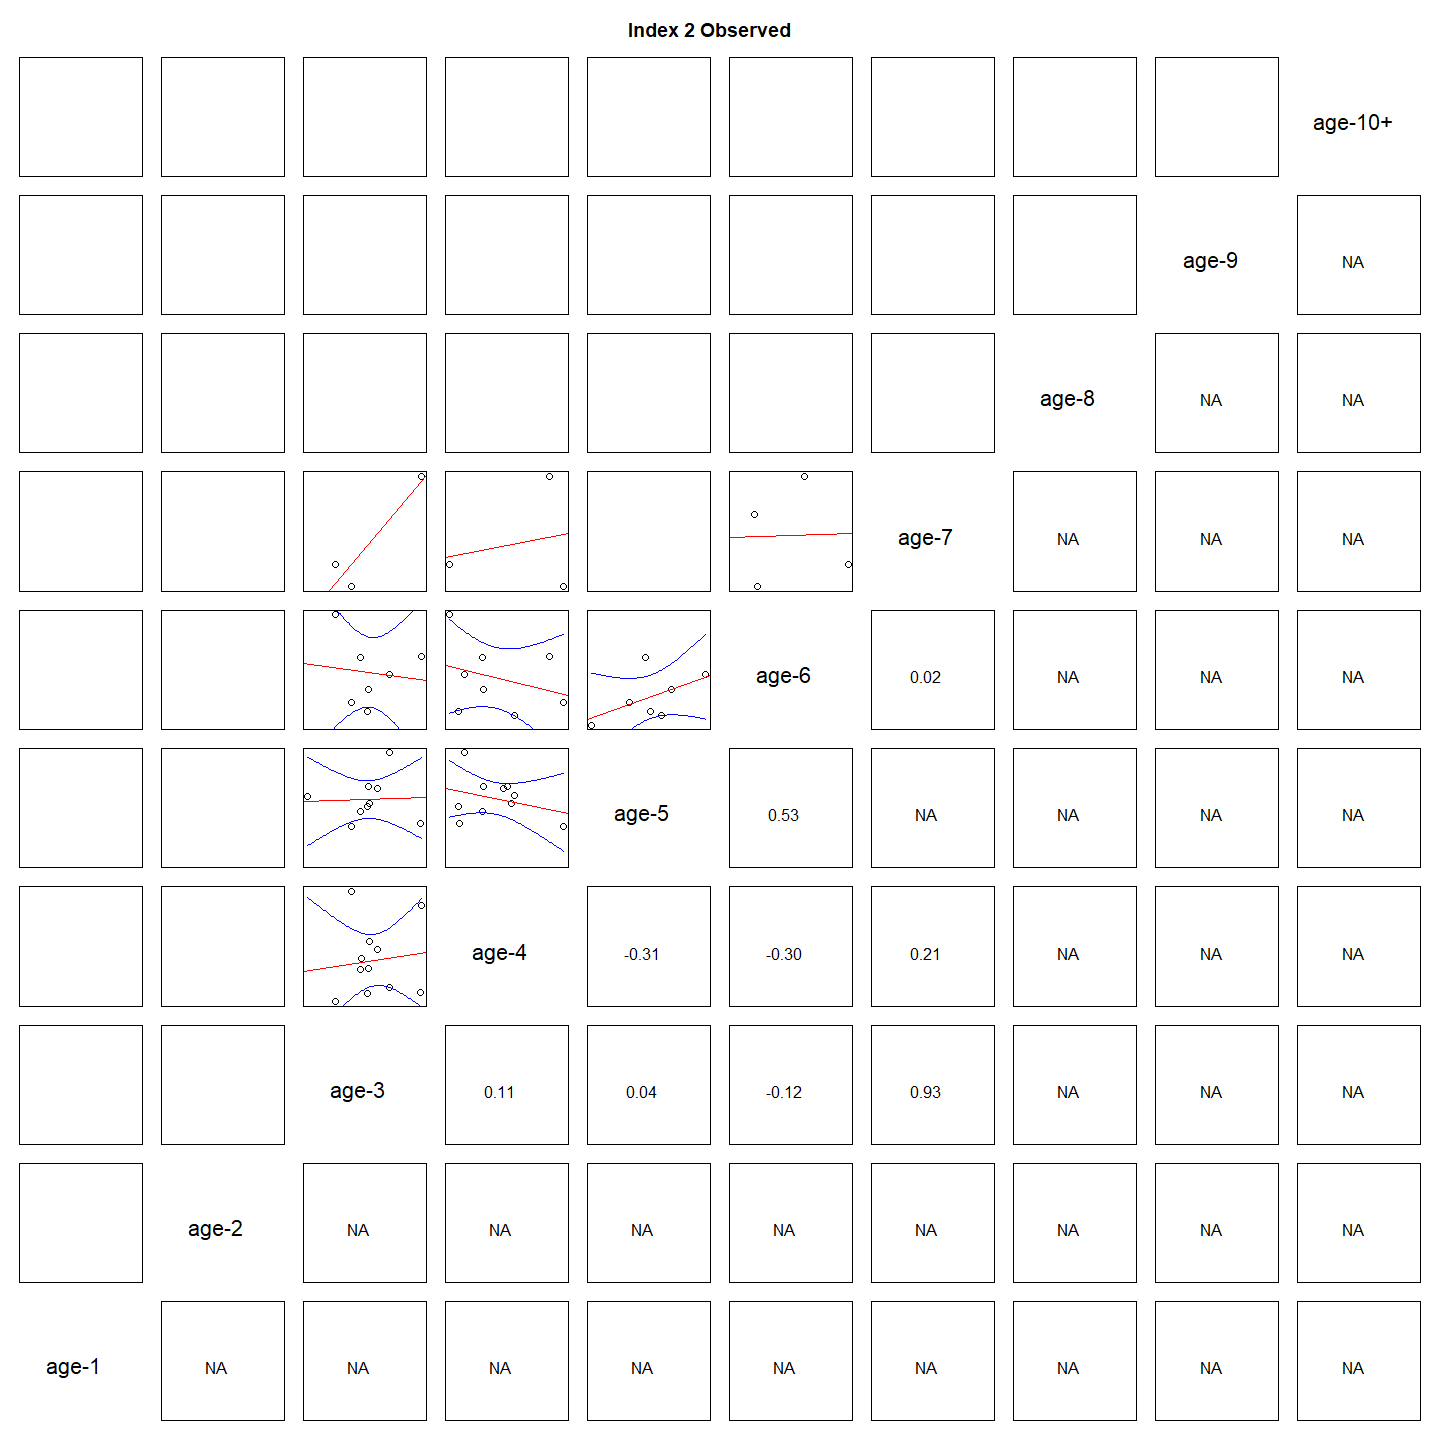 Index 2 Observed
age-10+
age-9 NA
age-8 NA NA
age-7 NA NA NA
age-6 0.02 NA NA NA
age-5 0.53 NA NA NA NA
age-4 -0.31 -0.30 0.21 NA NA NA
age-3 0.11 0.04 -0.12 0.93 NA NA NA
age-2 NA NA NA NA NA NA NA NA
age-1 NA NA NA NA NA NA NA NA NA